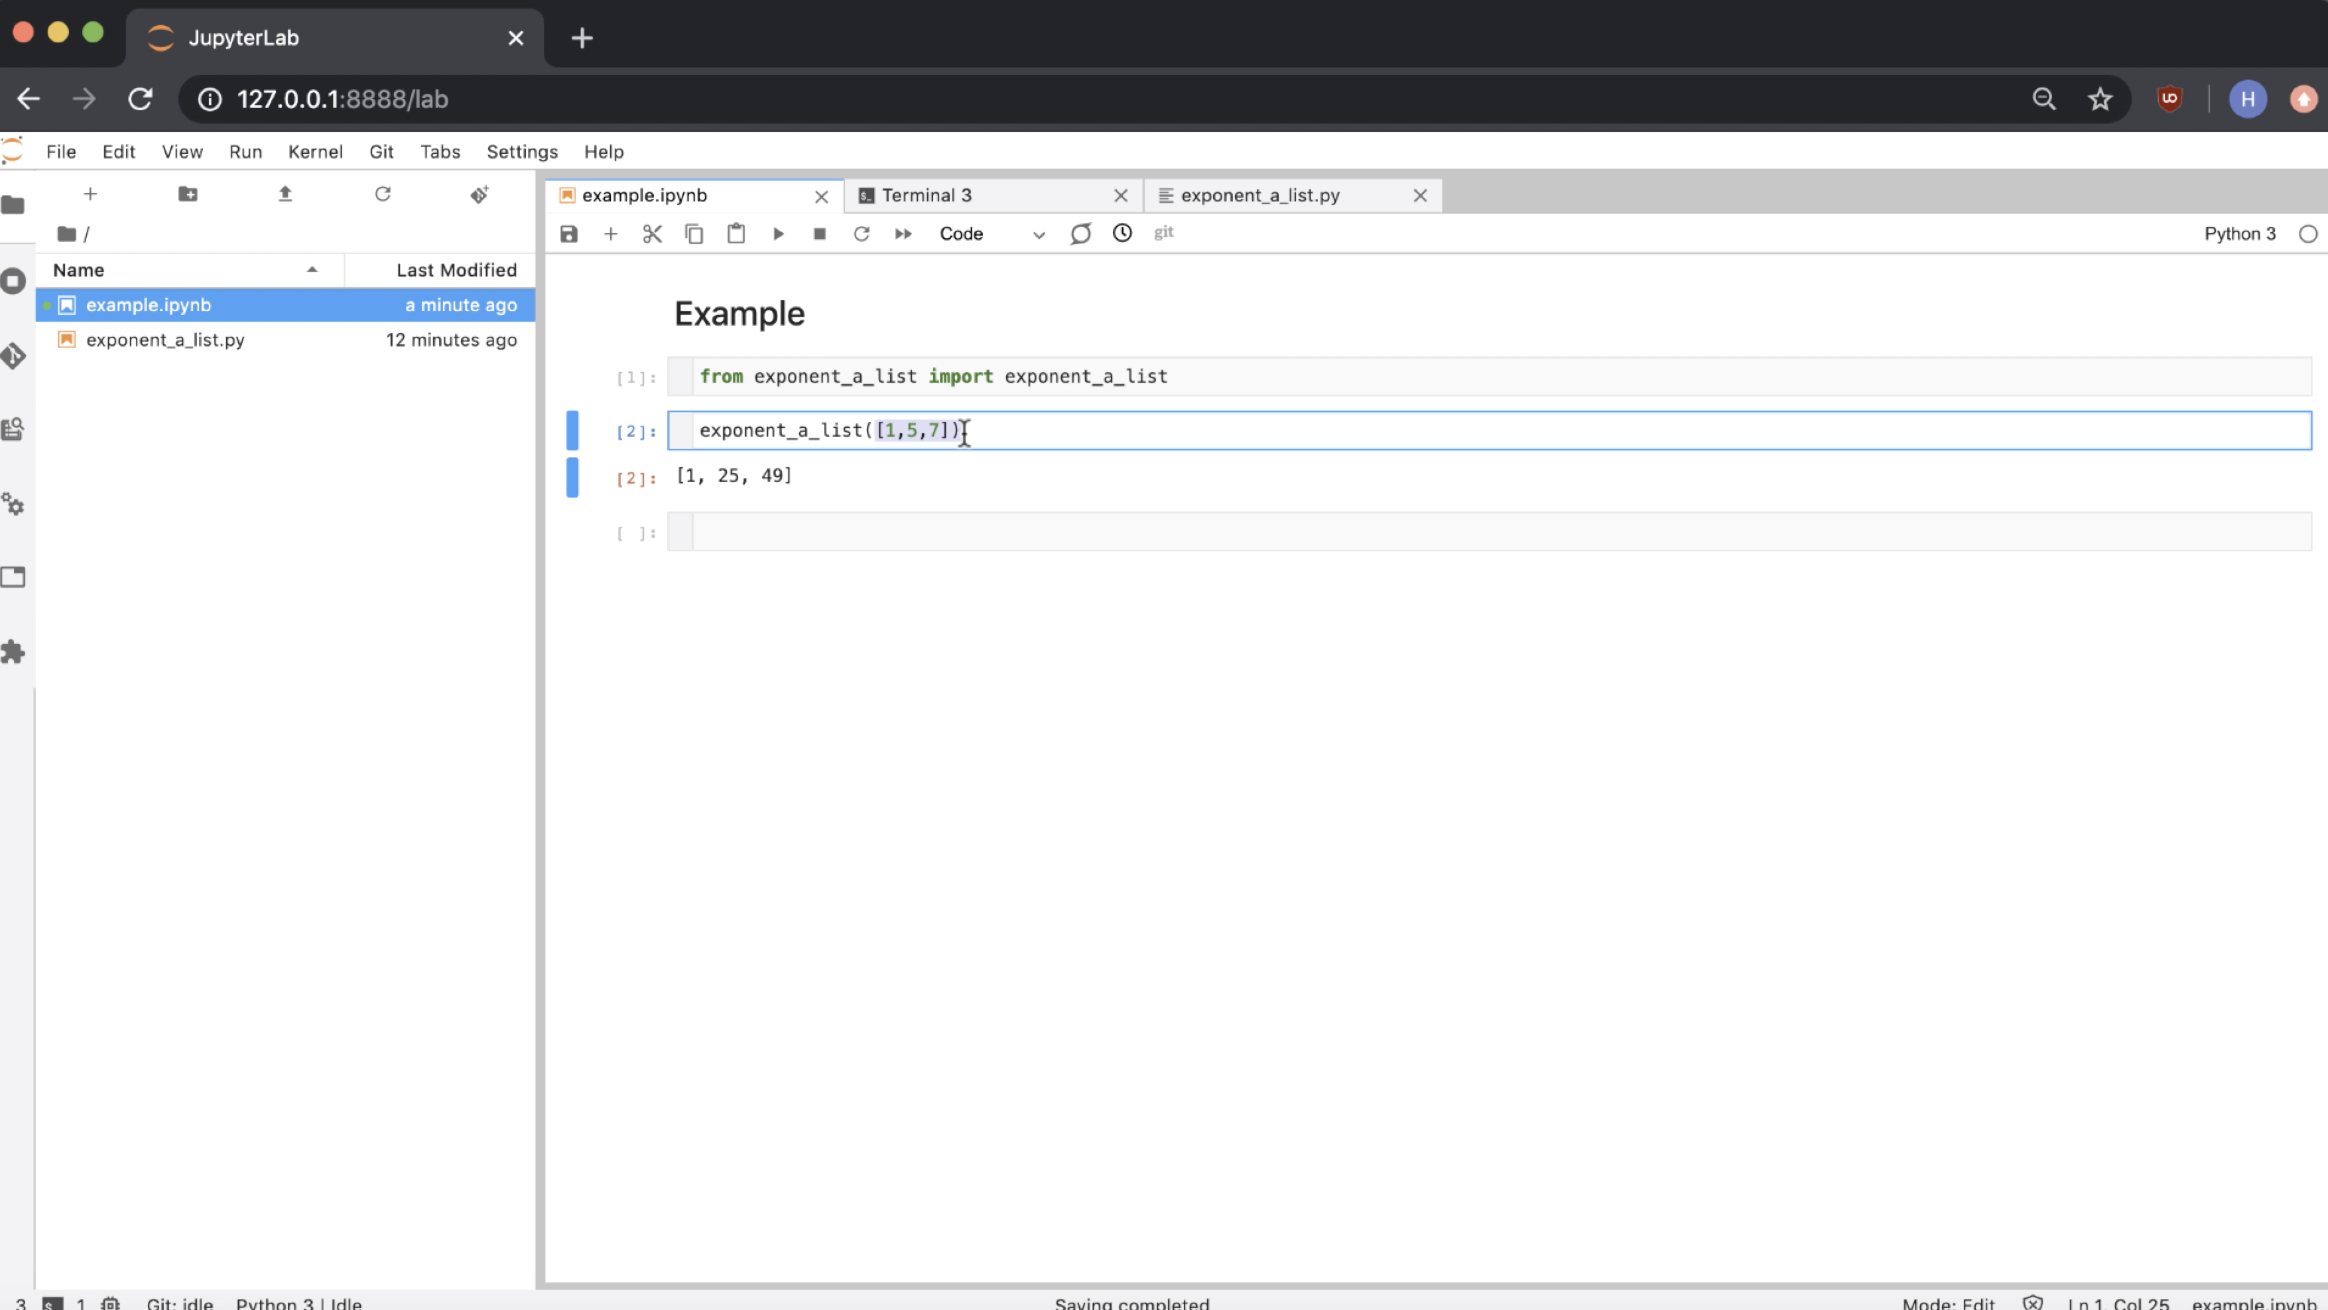 JupyterLab
127.0.0.1:8888/lab
H
File Edit View Run Kernel Git Tabs Settings Help
example.ipynb Terminal 3 exponent_a_list.py
/
Code git Python 3
Name Last Modified
example.ipynb a minute ago
exponent_a_list.py 12 minutes ago
Example
[1]: from exponent_a_list import exponent_a_list
[2]: exponent_a_list([1,5,7])
[2]: [1, 25, 49]
[ ]:
3 1 Git: idle Python 3 | Idle Saving completed Mode: Edit Ln 1, Col 25 example.ipynb